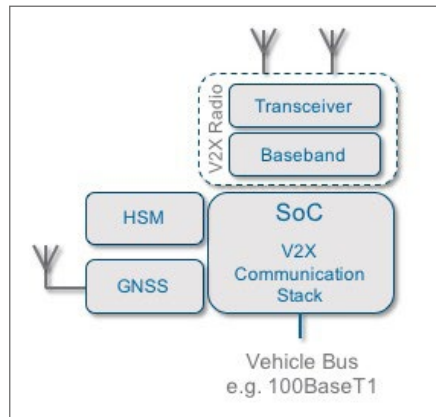 V2X Radio
Transceiver
Baseband
HSM
GNSS
SoC
V2X
Communication
Stack
Vehicle Bus
e.g. 100BaseT1